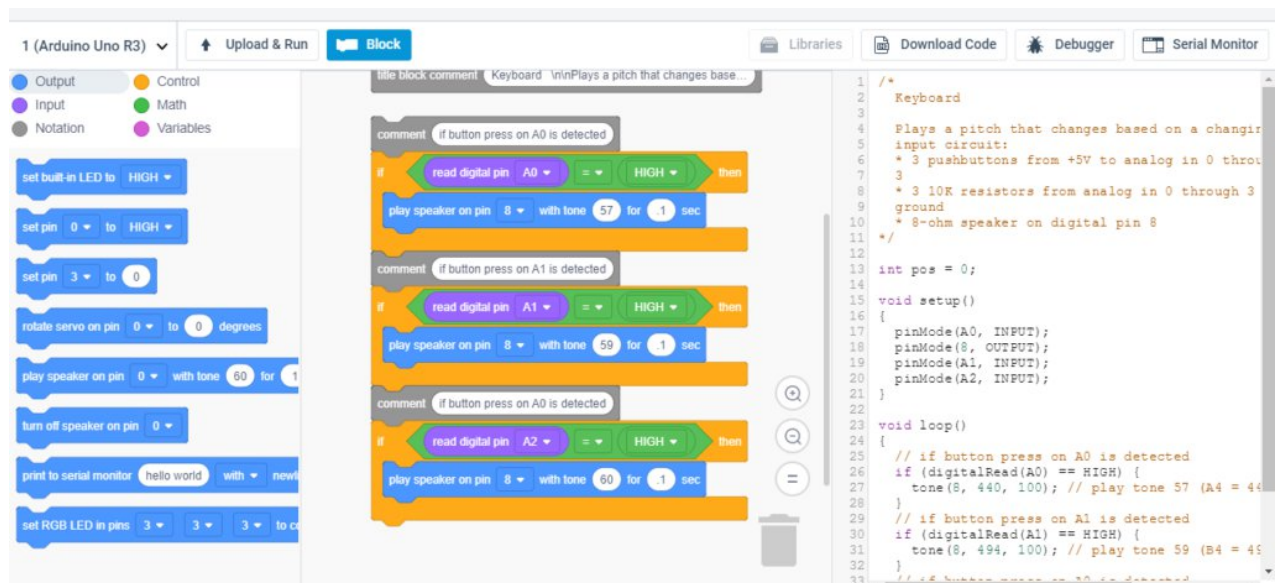 1 (Arduino Uno R3)
Upload & Run
Block
Libraries
Download Code
Debugger
Serial Monitor
Output
Control
Input
Math
Notation
Variables
set built-in LED to HIGH
set pin 0 to HIGH
set pin 3 to 0
rotate servo on pin 0 to 0 degrees
play speaker on pin 0 with tone 60 for 1
turn off speaker on pin 0
print to serial monitor hello world with
set RGB LED in pins 3 3 3 to
title block comment Keyboard \n\nPlays a pitch that changes base...
comment if button press on A0 is detected
if read digital pin A0 = HIGH then
play speaker on pin 8 with tone 57 for .1 sec
comment if button press on A1 is detected
if read digital pin A1 = HIGH then
play speaker on pin 8 with tone 59 for .1 sec
comment if button press on A0 is detected
if read digital pin A2 = HIGH then
play speaker on pin 8 with tone 60 for .1 sec
1 /*
2 Keyboard
3
4 Plays a pitch that changes based on a changin
5 input circuit:
6 * 3 pushbuttons from +5V to analog in 0 throu
7 3
8 * 3 10K resistors from analog in 0 through 3
9 ground
10 * 8-ohm speaker on digital pin 8
11 */
12
13 int pos = 0;
14
15 void setup()
16 {
17 pinMode(A0, INPUT);
18 pinMode(8, OUTPUT);
19 pinMode(A1, INPUT);
20 pinMode(A2, INPUT);
21 }
22
23 void loop()
24 {
25 // if button press on A0 is detected
26 if (digitalRead(A0) == HIGH) {
27 tone(8, 440, 100); // play tone 57 (A4 = 44
28 }
29 // if button press on A1 is detected
30 if (digitalRead(A1) == HIGH) {
31 tone(8, 494, 100); // play tone 59 (B4 = 49
32 }
33 // if button press on A0 is detected